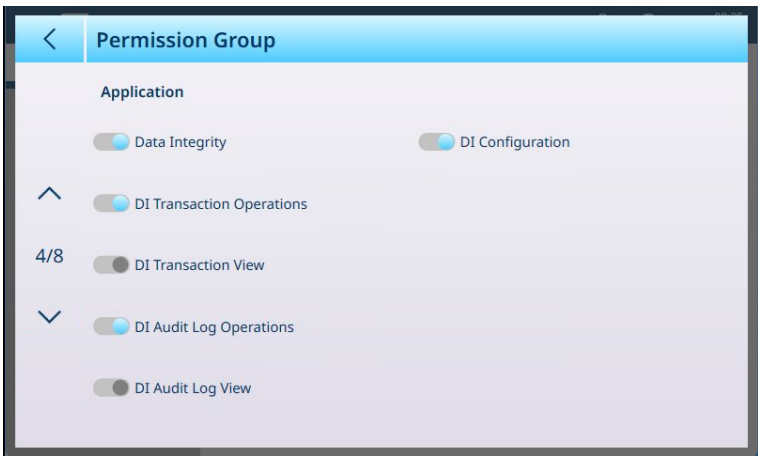 Permission Group
Application
Data Integrity
DI Configuration
DI Transaction Operations
4/8
DI Transaction View
DI Audit Log Operations
DI Audit Log View